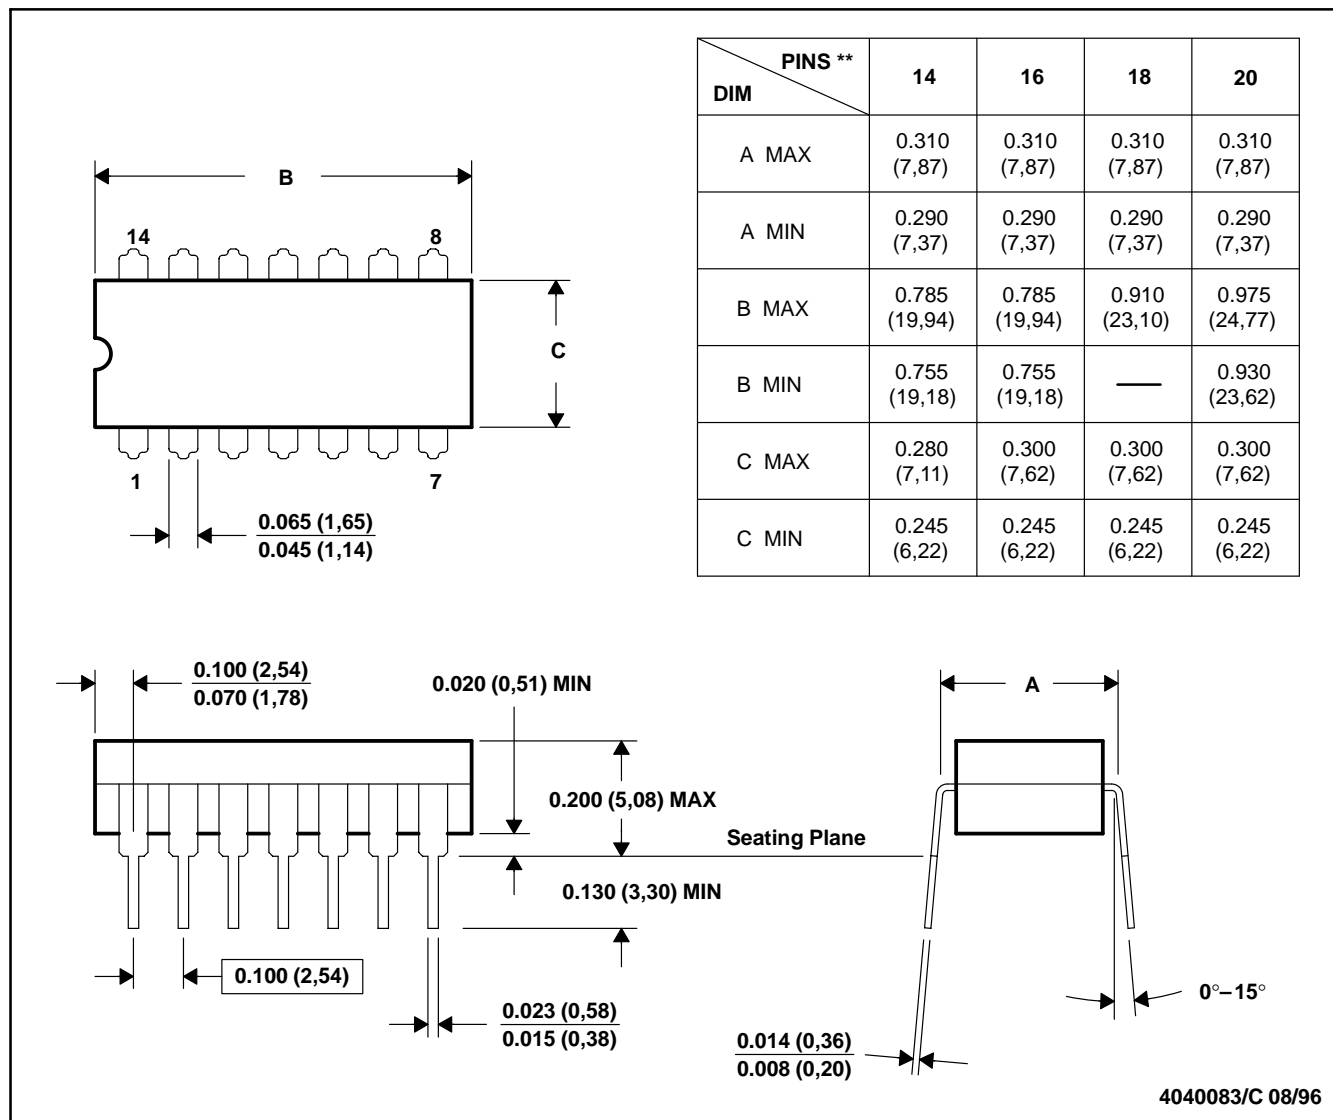 PINS **
DIM
14 16 18 20
A MAX 0.310 (7,87) 0.310 (7,87) 0.310 (7,87) 0.310 (7,87)
A MIN 0.290 (7,37) 0.290 (7,37) 0.290 (7,37) 0.290 (7,37)
B MAX 0.785 (19,94) 0.785 (19,94) 0.910 (23,10) 0.975 (24,77)
B MIN 0.755 (19,18) 0.755 (19,18) — 0.930 (23,62)
C MAX 0.280 (7,11) 0.300 (7,62) 0.300 (7,62) 0.300 (7,62)
C MIN 0.245 (6,22) 0.245 (6,22) 0.245 (6,22) 0.245 (6,22)
B
14 8
C
1 7
0.065 (1,65)
0.045 (1,14)
0.100 (2,54)
0.070 (1,78)
0.020 (0,51) MIN
0.200 (5,08) MAX
Seating Plane
0.130 (3,30) MIN
0.100 (2,54)
0.023 (0,58)
0.015 (0,38)
A
0°–15°
0.014 (0,36)
0.008 (0,20)
4040083/C 08/96